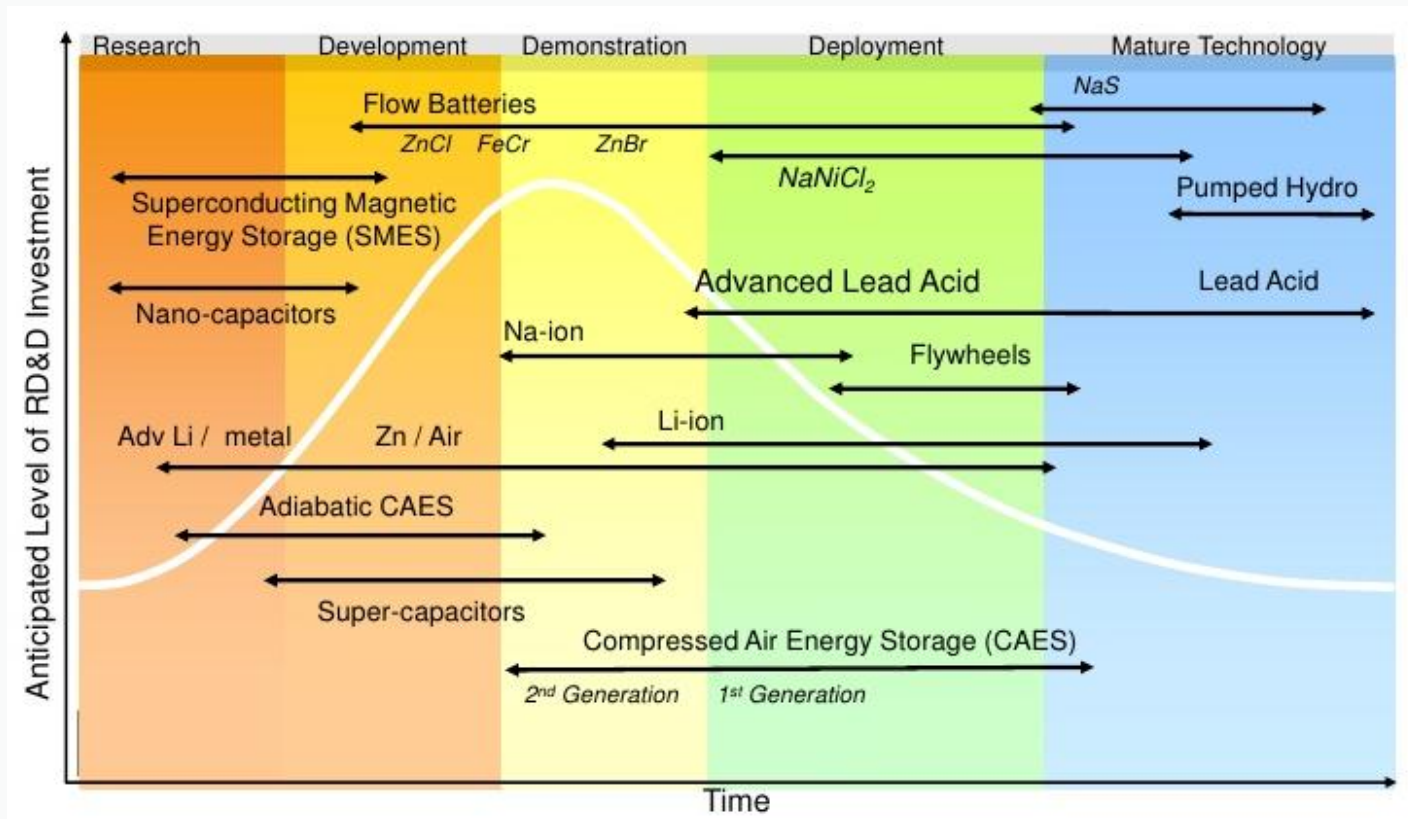 Research Development Demonstration Deployment Mature Technology
NaS
Flow Batteries
ZnCl FeCr ZnBr
NaNiCl₂
Pumped Hydro
Superconducting Magnetic
Energy Storage (SMES)
Advanced Lead Acid Lead Acid
Nano-capacitors
Na-ion
Flywheels
Li-ion
Adv Li / metal Zn / Air
Adiabatic CAES
Super-capacitors
Compressed Air Energy Storage (CAES)
2nd Generation 1st Generation
Anticipated Level of RD&D Investment
Time